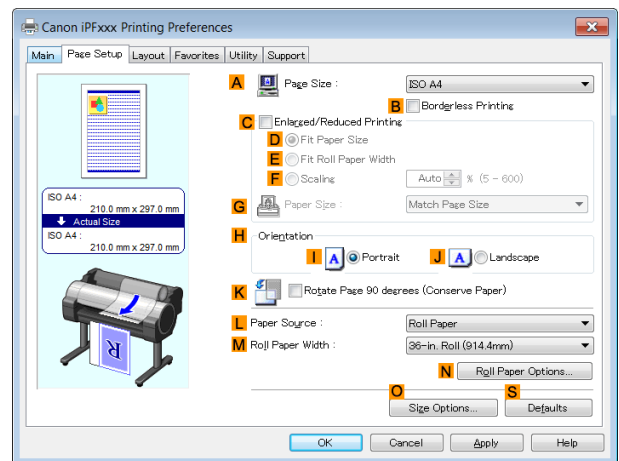 Canon iPFxxx Printing Preferences
Main Page Setup Layout Favorites Utility Support
A Page Size : ISO A4
B Borderless Printing
C Enlarged/Reduced Printing
D Fit Paper Size
E Fit Roll Paper Width
F Scaling Auto % (5 - 600)
G Paper Size : Match Page Size
ISO A4 :
210.0 mm x 297.0 mm
Actual Size
ISO A4 :
210.0 mm x 297.0 mm
H Orientation
I A Portrait J A Landscape
K Rotate Page 90 degrees (Conserve Paper)
L Paper Source : Roll Paper
M Roll Paper Width : 36-in. Roll (914.4mm)
R
N Roll Paper Options...
O S
Size Options... Defaults
OK Cancel Apply Help